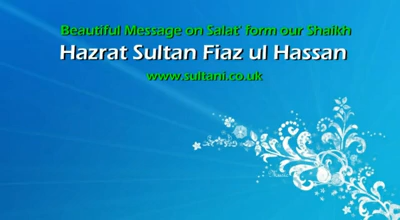 Beautiful Message on Salat' form our Shaikh
Hazrat Sultan Fiaz ul Hassan
www.sultani.co.uk